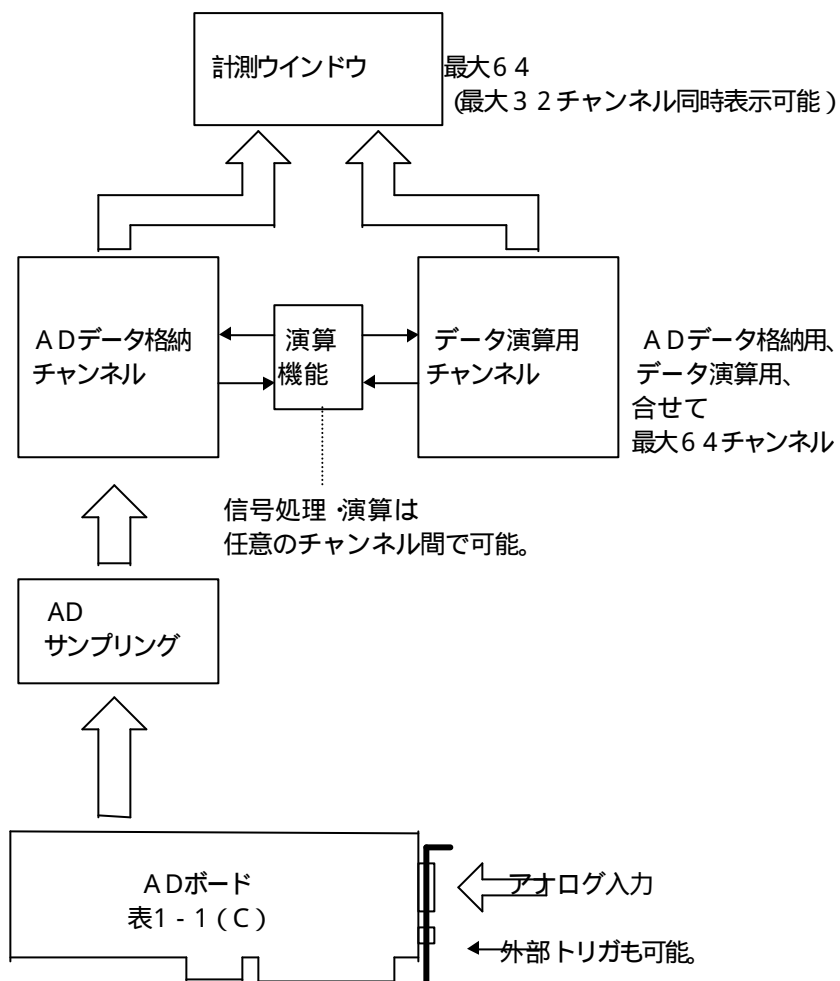 計測ウインドウ
最大64
(最大32チャンネル同時表示可能)
ADデータ格納
チャンネル
演算
機能
データ演算用
チャンネル
ADデータ格納用、
データ演算用、
合せて
最大64チャンネル
信号処理・演算は
任意のチャンネル間で可能。
AD
サンプリング
ADボード
表1-1(C)
アナログ入力
外部トリガも可能。